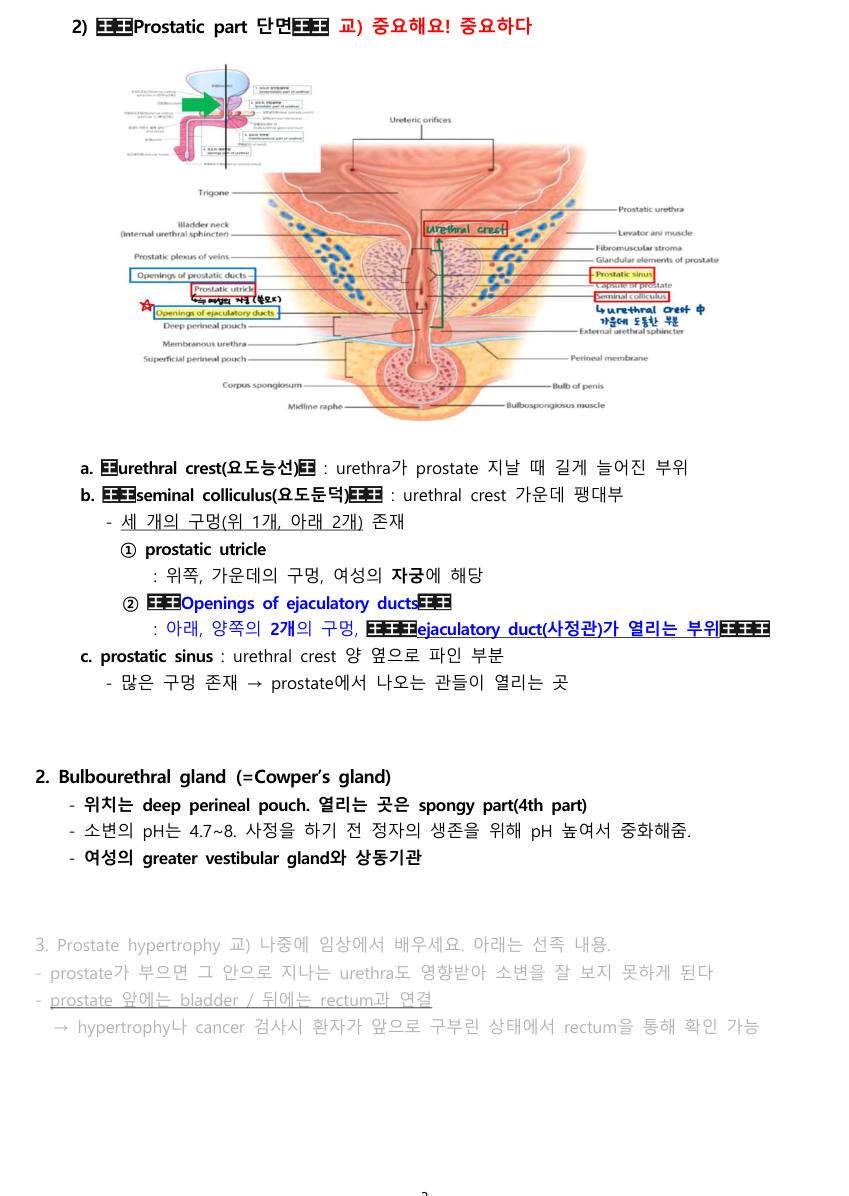 2) 王王Prostatic part 단면王王 교) 중요해요! 중요하다
Ureteric orifices
Trigone
Prostatic urethra
Bladder neck
(internal urethral sphincter)
urethral crest
Levator ani muscle
Fibromuscular stroma
Prostatic plexus of veins
Glandular elements of prostate
Openings of prostatic ducts
Prostatic sinus
Prostatic utricle
Capsule of prostate
↳ 여성의 자궁
Seminal colliculus
Openings of ejaculatory ducts
↳ urethral crest 中
가운데 도톰한 부분
Deep perineal pouch
External urethral sphincter
Membranous urethra
Superficial perineal pouch
Perineal membrane
Corpus spongiosum
Bulb of penis
Midline raphe
Bulbospongiosus muscle
a. 王urethral crest(요도능선)王 : urethra가 prostate 지날 때 길게 늘어진 부위
b. 王王seminal colliculus(요도둔덕)王王 : urethral crest 가운데 팽대부
- 세 개의 구멍(위 1개, 아래 2개) 존재
① prostatic utricle
: 위쪽, 가운데의 구멍, 여성의 자궁에 해당
② 王王Openings of ejaculatory ducts王王
: 아래, 양쪽의 2개의 구멍, 王王王ejaculatory duct(사정관)가 열리는 부위王王王
c. prostatic sinus : urethral crest 양 옆으로 파인 부분
- 많은 구멍 존재 → prostate에서 나오는 관들이 열리는 곳
2. Bulbourethral gland (=Cowper’s gland)
- 위치는 deep perineal pouch. 열리는 곳은 spongy part(4th part)
- 소변의 pH는 4.7~8. 사정을 하기 전 정자의 생존을 위해 pH 높여서 중화해줌.
- 여성의 greater vestibular gland와 상동기관
3. Prostate hypertrophy 교) 나중에 임상에서 배우세요. 아래는 선족 내용.
- prostate가 부으면 그 안으로 지나는 urethra도 영향받아 소변을 잘 보지 못하게 된다
- prostate 앞에는 bladder / 뒤에는 rectum과 연결
→ hypertrophy나 cancer 검사시 환자가 앞으로 구부린 상태에서 rectum을 통해 확인 가능